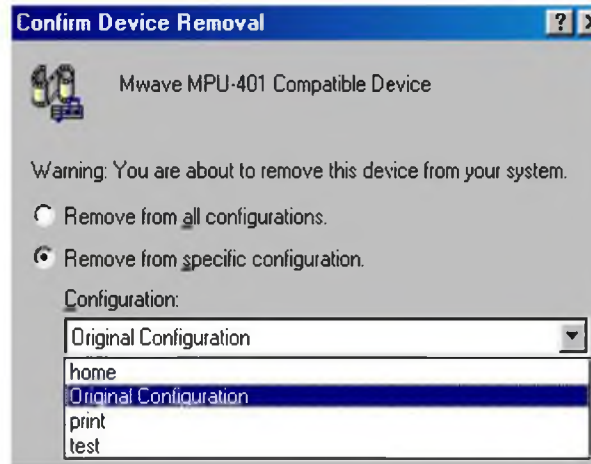 Confirm Device Removal
Mwave MPU-401 Compatible Device
Warning: You are about to remove this device from your system.
Remove from all configurations.
Remove from specific configuration.
Configuration:
Original Configuration
home
Original Configuration
print
test